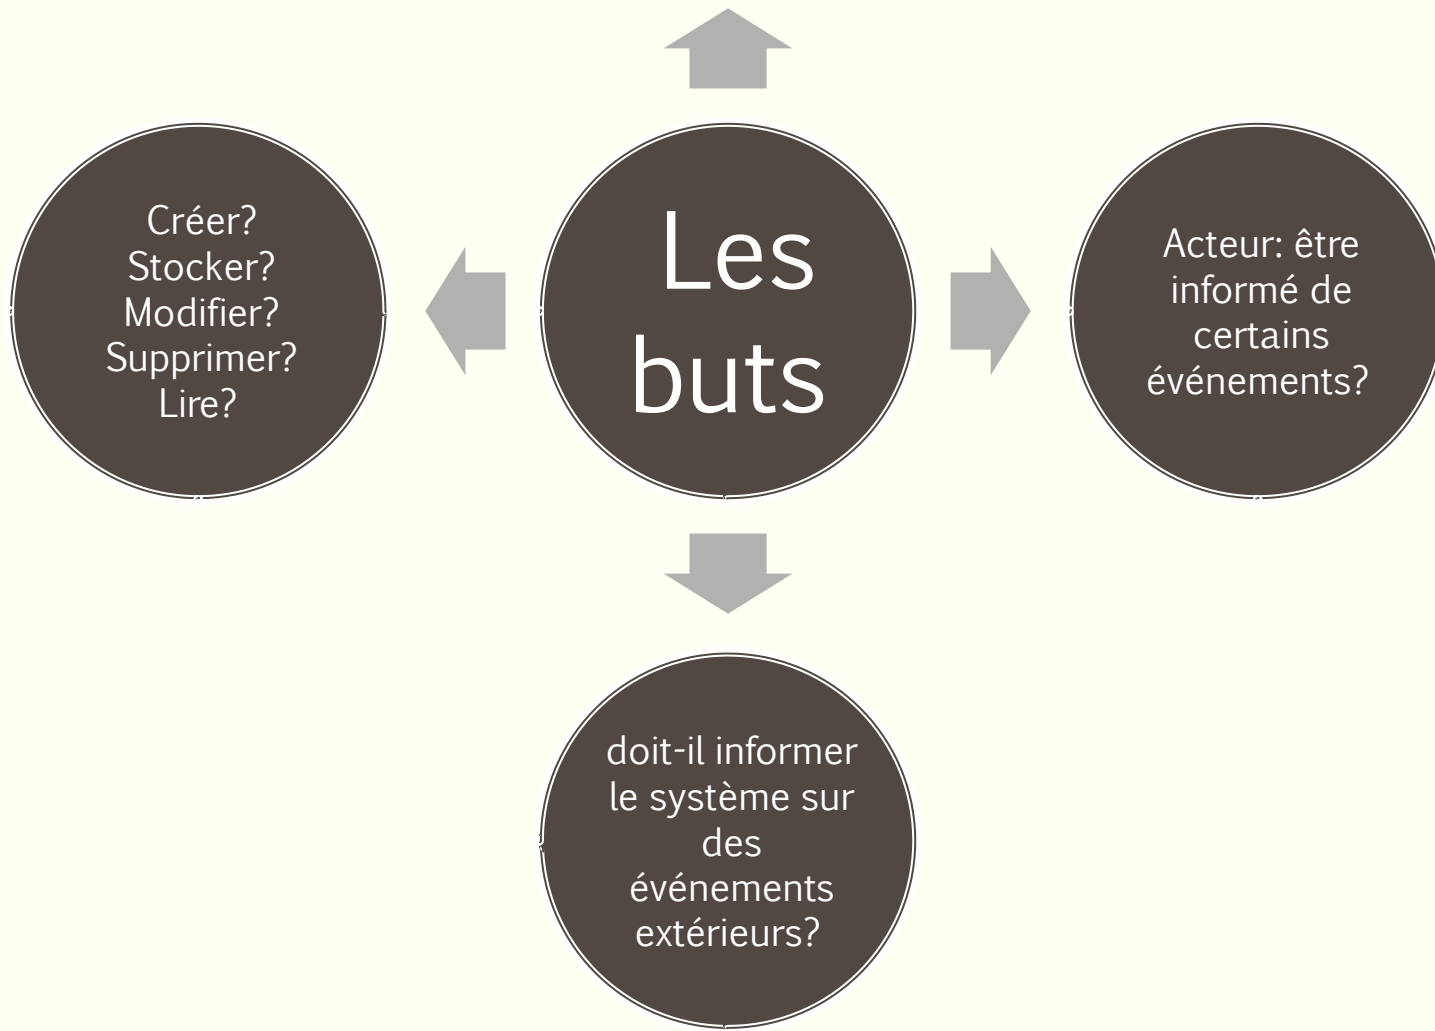 Créer?
Stocker?
Modifier?
Supprimer?
Lire?
Les
buts
Acteur: être
informé de
certains
événements?
doit-il informer
le système sur
des
événements
extérieurs?